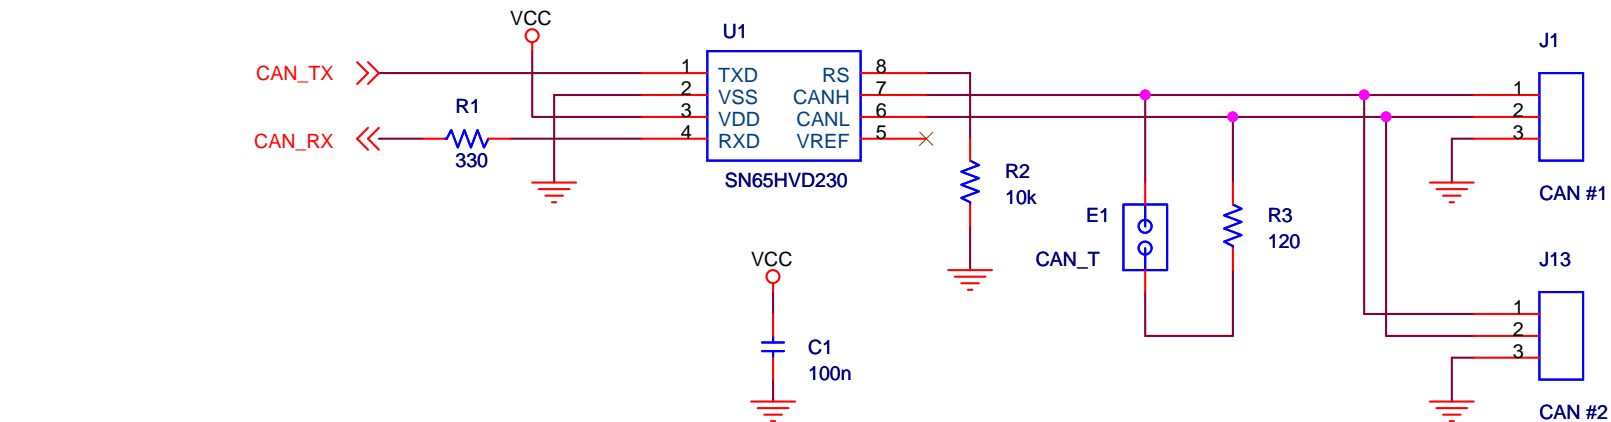 VCC
U1
J1
CAN_TX
1
TXD
RS
8
2
VSS
CANH
7
1
R1
3
VDD
CANL
6
2
CAN_RX
4
RXD
VREF
5
3
330
SN65HVD230
R2
10k
CAN #1
E1
R3
120
CAN_T
VCC
J13
1
2
C1
3
100n
CAN #2